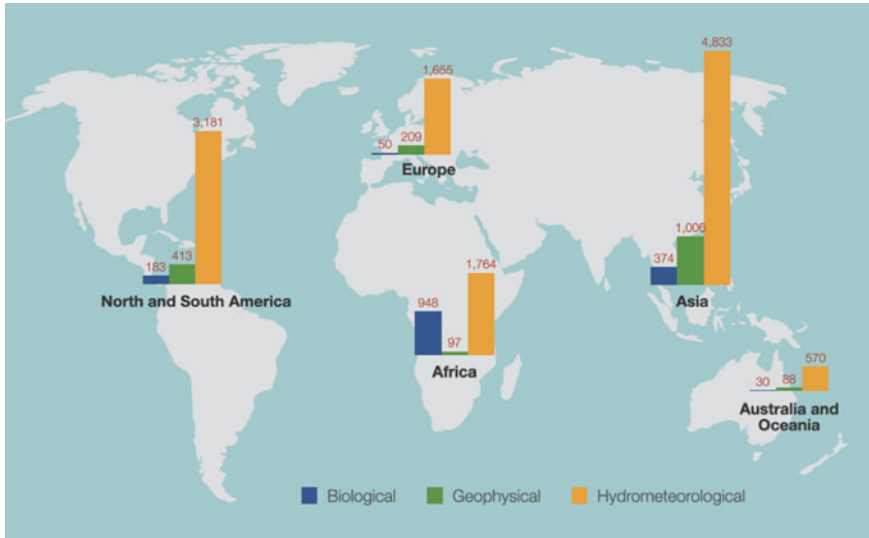 4,833
1,655
50
209
Europe
3,181
183
413
North and South America
374
1,006
Asia
948
97
1,764
Africa
30
88
570
Australia and
Oceania
Biological
Geophysical
Hydrometeorological